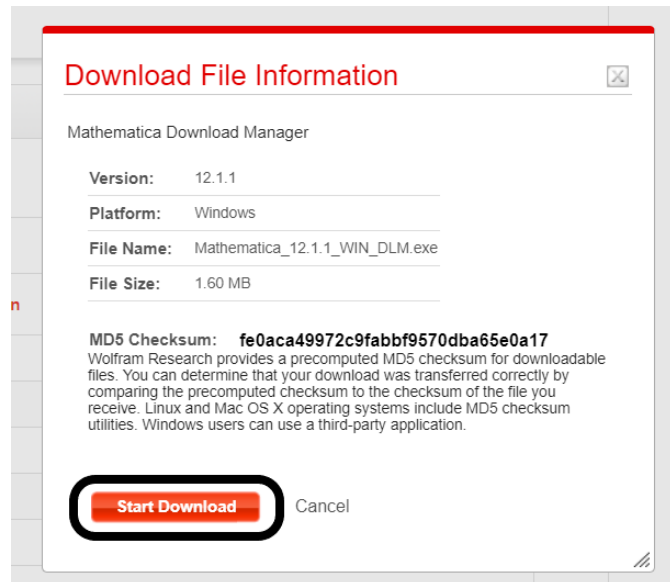 Download File Information
Mathematica Download Manager
Version: 12.1.1
Platform: Windows
File Name: Mathematica_12.1.1_WIN_DLM.exe
File Size: 1.60 MB
n
MD5 Checksum: fe0aca49972c9fabbf9570dba65e0a17
Wolfram Research provides a precomputed MD5 checksum for downloadable
files. You can determine that your download was transferred correctly by
comparing the precomputed checksum to the checksum of the file you
receive. Linux and Mac OS X operating systems include MD5 checksum
utilities. Windows users can use a third-party application.
Start Download Cancel